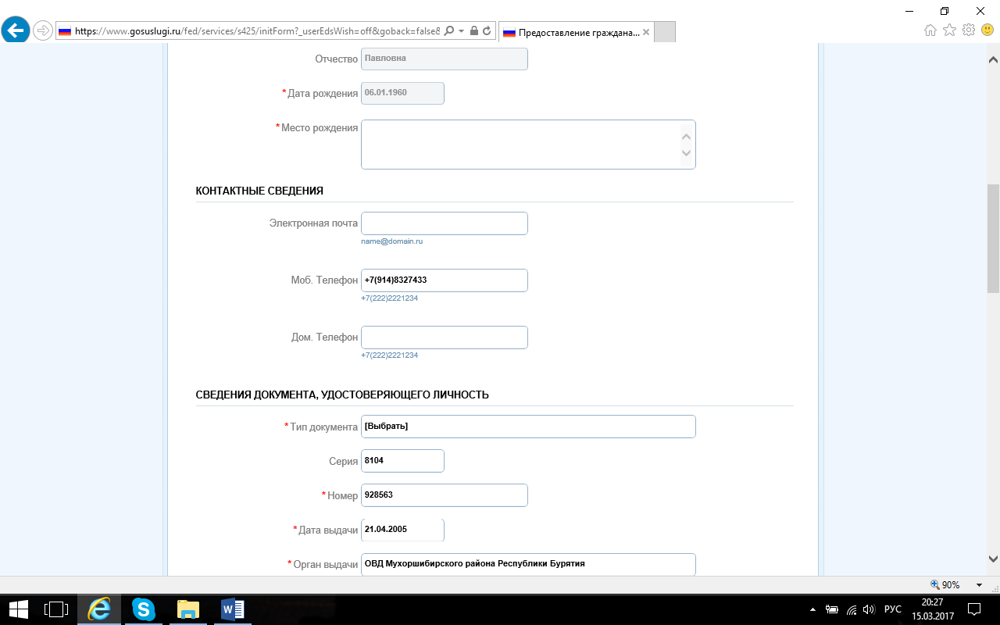 https://www.gosuslugi.ru/fed/services/s425/initForm?_userEdsWish=off&goback=false&
Предоставление граждана...
Отчество Павловна
*Дата рождения 06.01.1960
*Место рождения
КОНТАКТНЫЕ СВЕДЕНИЯ
Электронная почта
name@domain.ru
Моб. Телефон +7(914)8327433
+7(222)2221234
Дом. Телефон
+7(222)2221234
СВЕДЕНИЯ ДОКУМЕНТА, УДОСТОВЕРЯЮЩЕГО ЛИЧНОСТЬ
*Тип документа [Выбрать]
Серия 8104
*Номер 928563
*Дата выдачи 21.04.2005
*Орган выдачи ОВД Мухоршибирского района Республики Бурятия
90%
РУС
20:27
15.03.2017